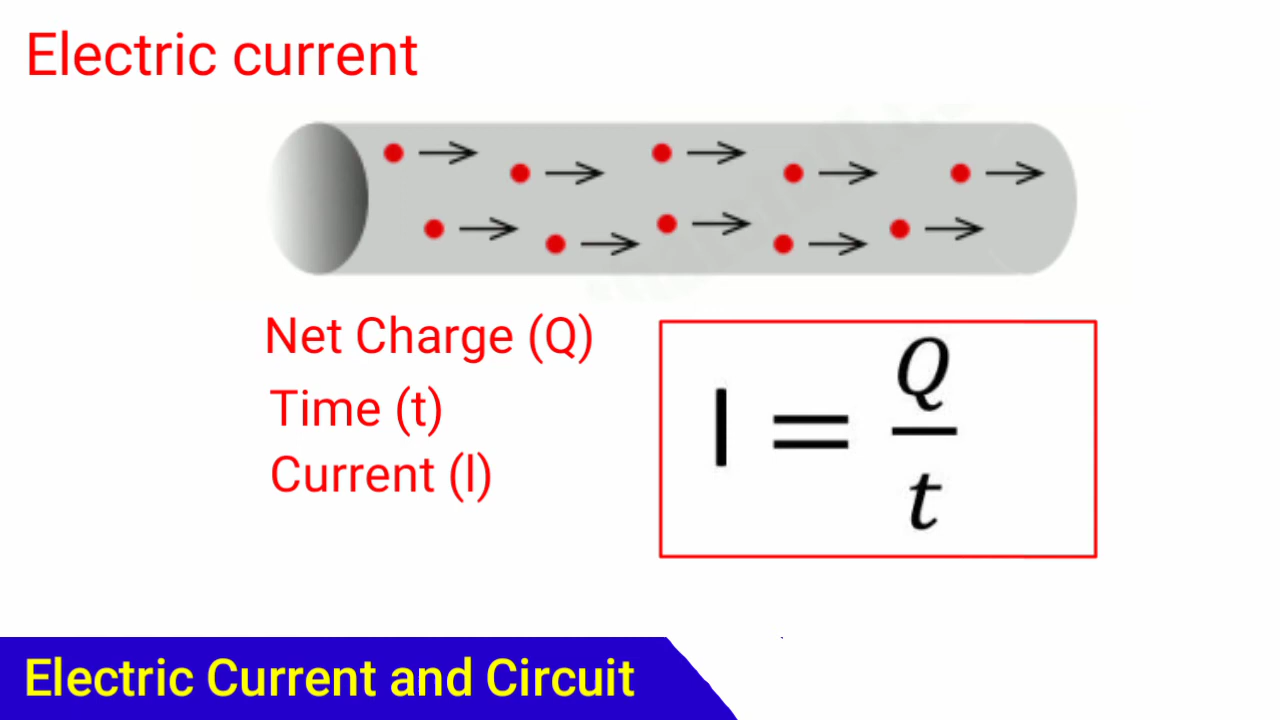 Electric current
Net Charge (Q)
Time (t)
Current (I)
I = Q/t
Electric Current and Circuit